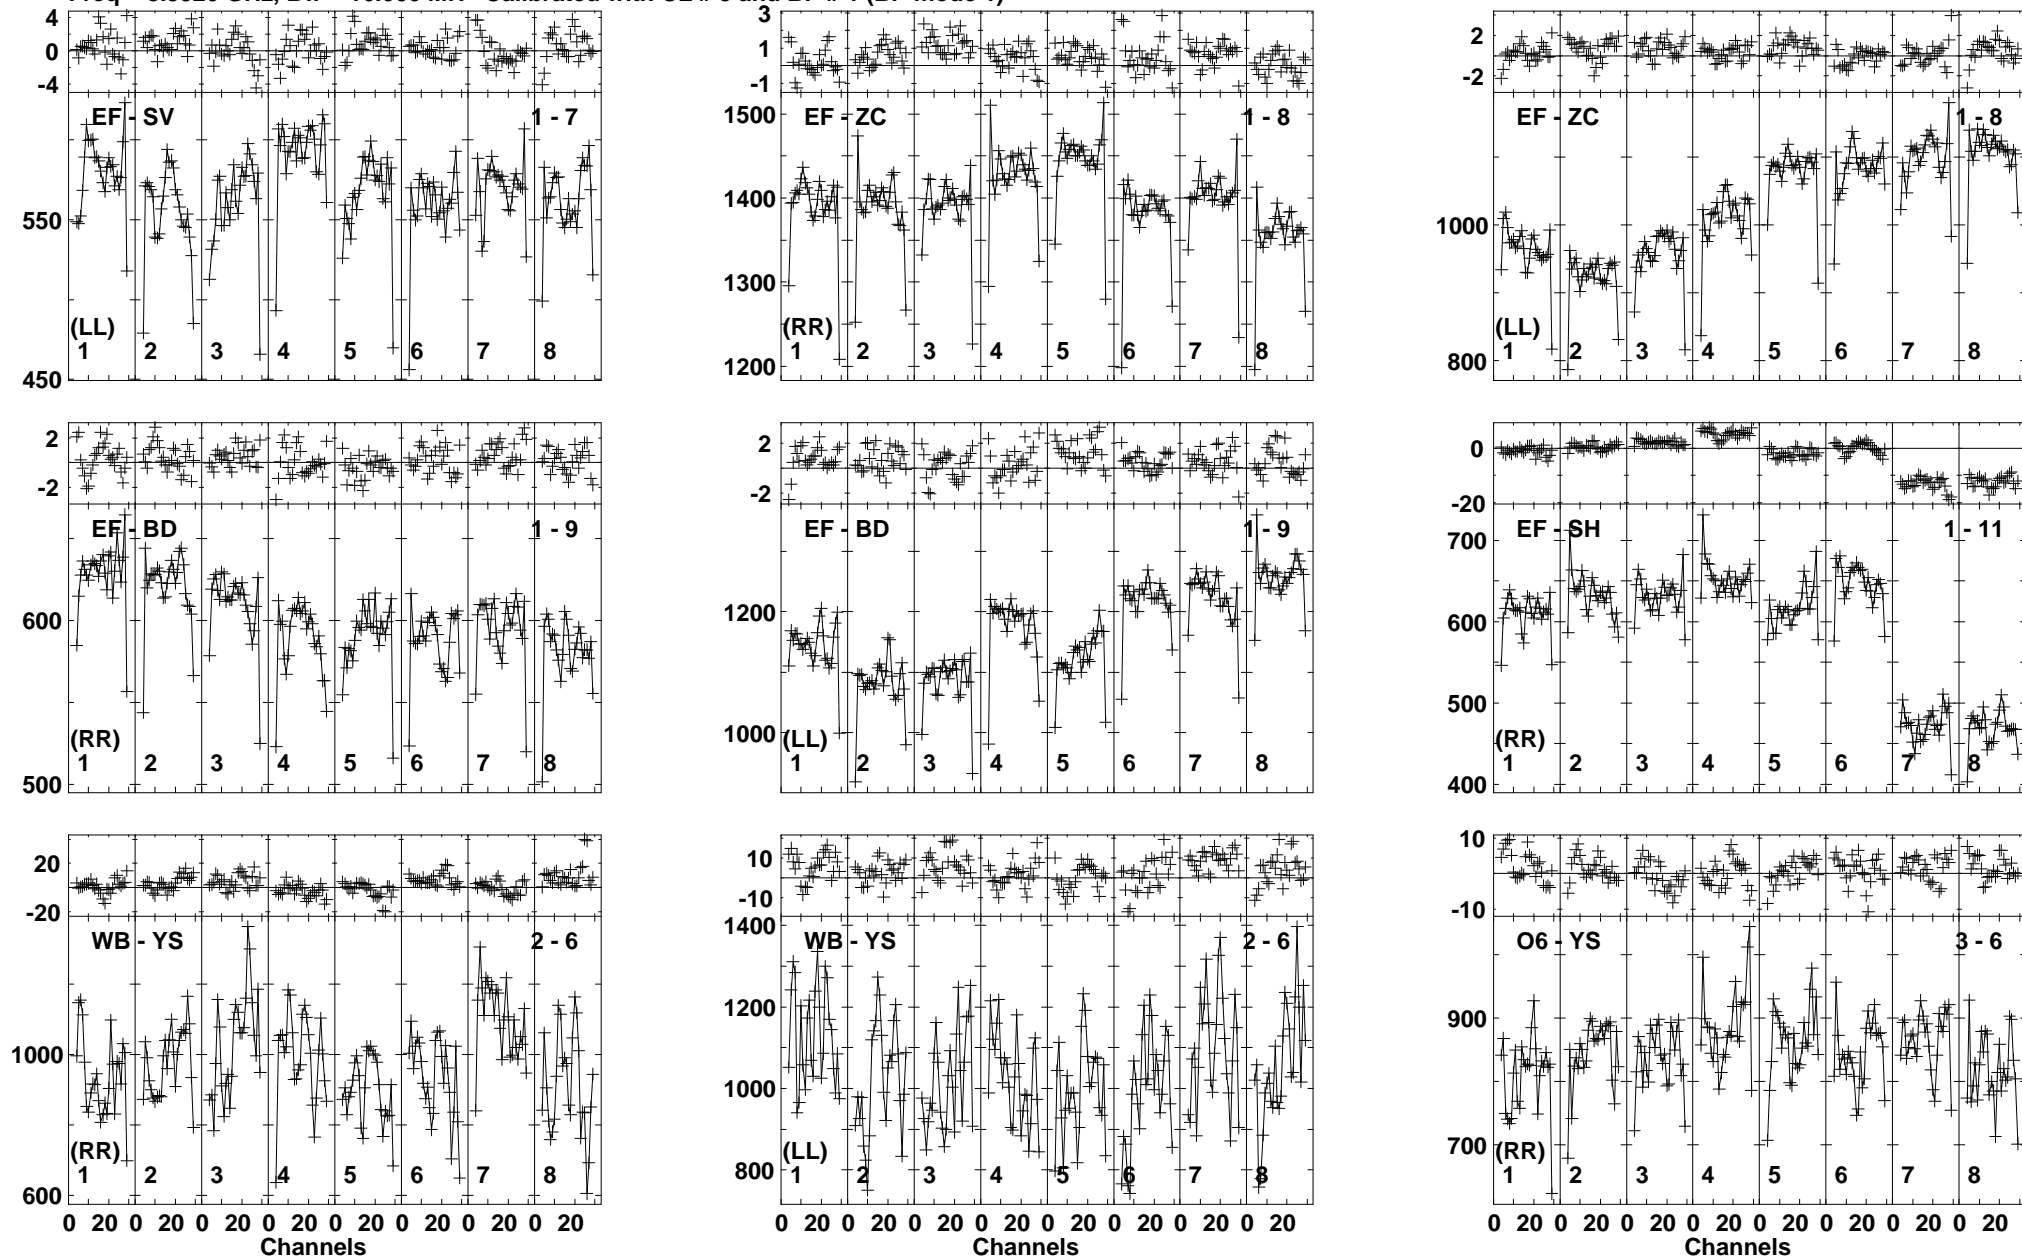 4 0 -4
EF - SV 1 - 7
550
450
(LL)
1 2 3 4 5 6 7 8
3 1 -1
EF - ZC 1 - 8
1500
1400
1300
1200
(RR)
1 2 3 4 5 6 7 8
2 -2
EF - ZC 1 - 8
1000
800
(LL)
1 2 3 4 5 6 7 8
2 -2
EF - BD 1 - 9
600
500
(RR)
1 2 3 4 5 6 7 8
2 -2
EF - BD 1 - 9
1200
1000
(LL)
1 2 3 4 5 6 7 8
0 -20
EF - SH 1 - 11
700
600
500
400
(RR)
1 2 3 4 5 6 7 8
20 -20
WB - YS 2 - 6
1000
600
(RR)
1 2 3 4 5 6 7 8
0 20 0 20 0 20 0 20 0 20 0 20 0 20 0 20
Channels
10 -10
WB - YS 2 - 6
1400
1200
1000
800
(LL)
1 2 3 4 5 6 7 8
0 20 0 20 0 20 0 20 0 20 0 20 0 20 0 20
Channels
10 -10
O6 - YS 3 - 6
900
700
(RR)
1 2 3 4 5 6 7 8
0 20 0 20 0 20 0 20 0 20 0 20 0 20 0 20
Channels